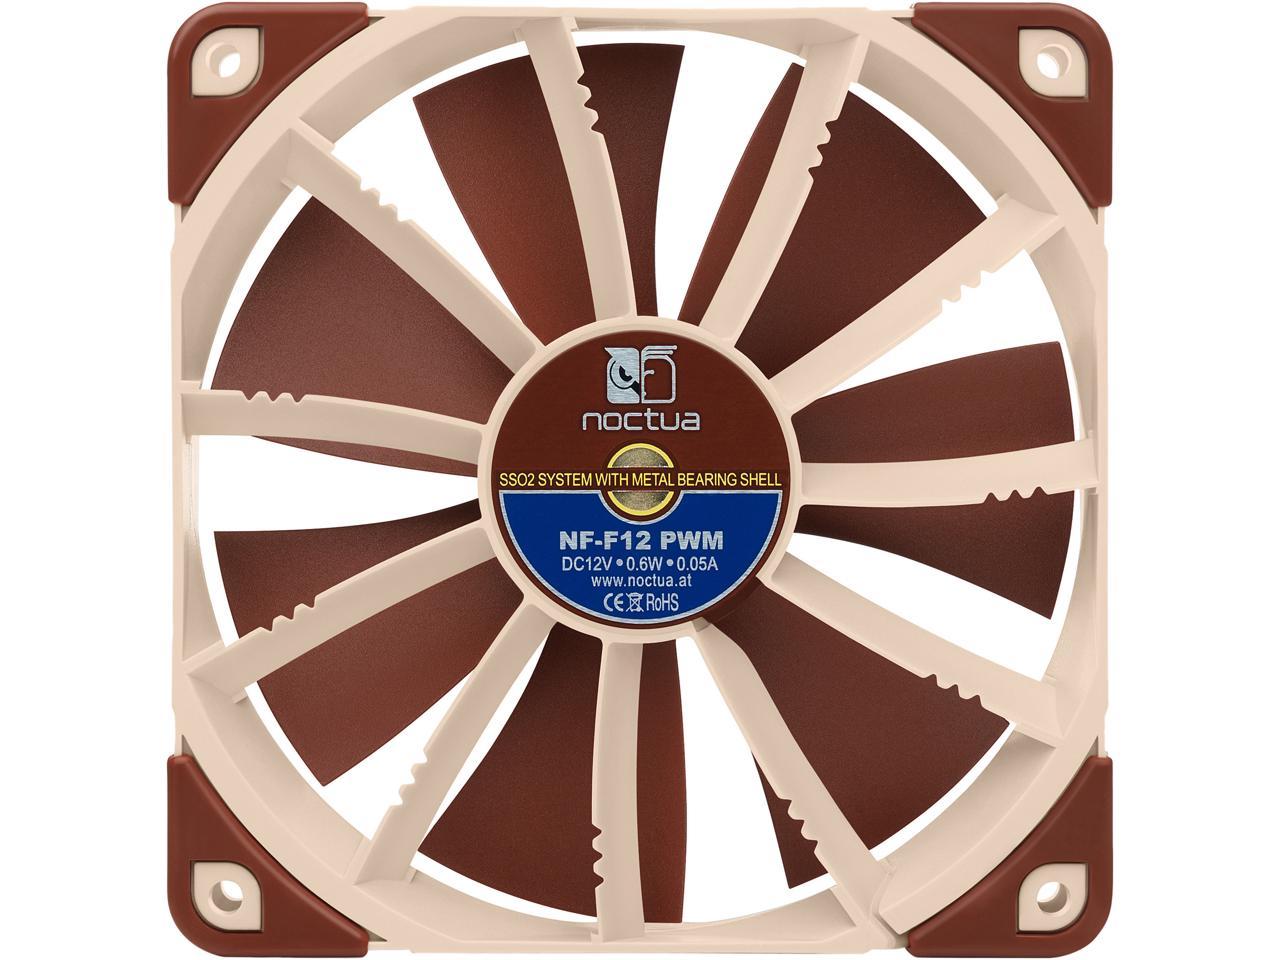 noctua
SSO2 SYSTEM WITH METAL BEARING SHELL
NF-F12 PWM
DC12V • 0.6W • 0.05A
www.noctua.at
CE RoHS